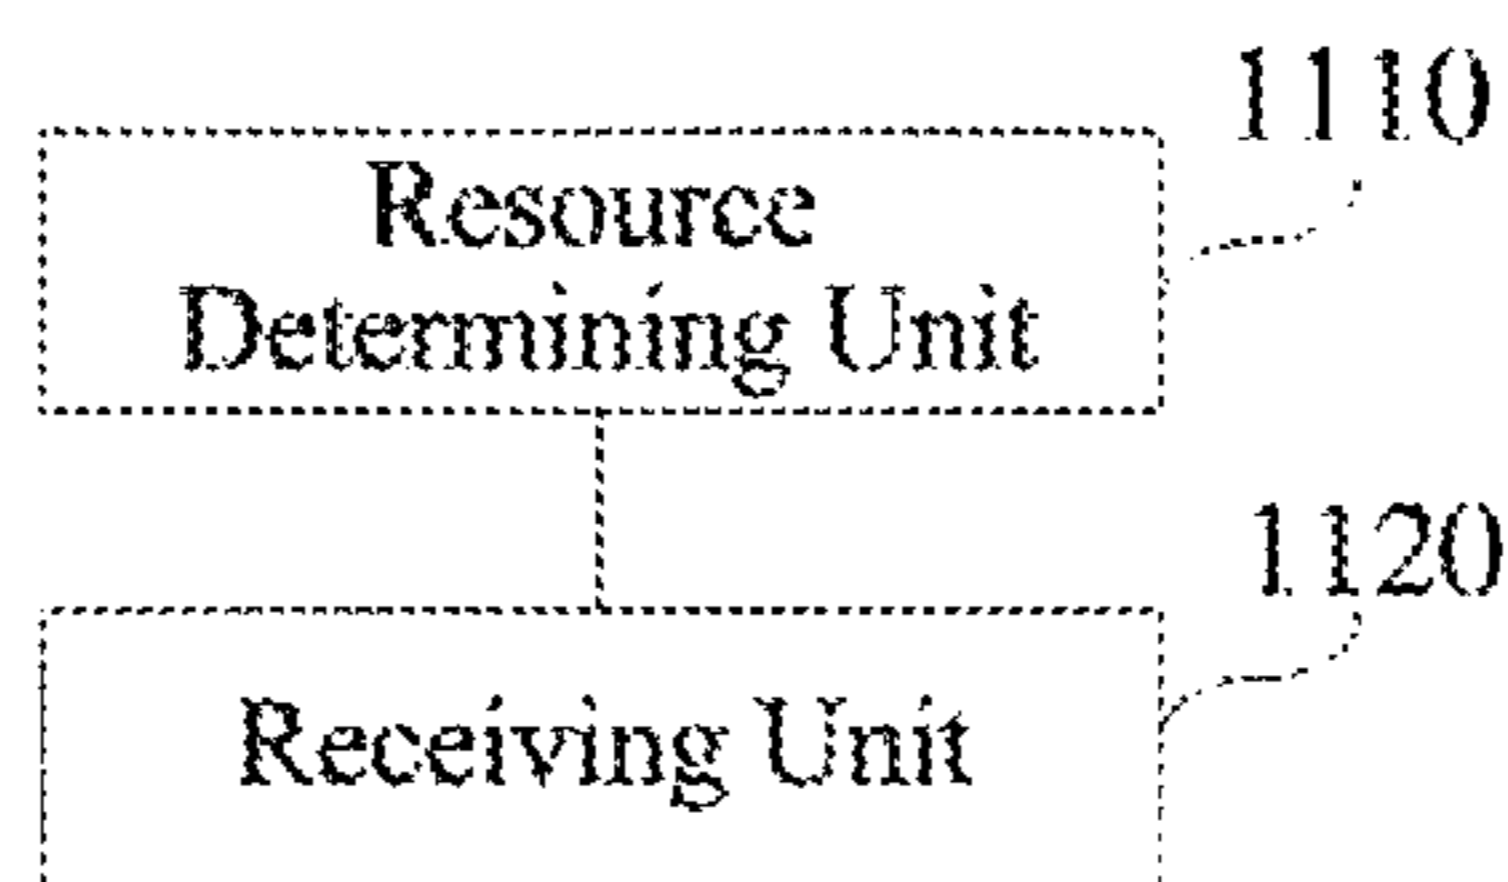 1110
Resource
Determining Unit
1120
Receiving Unit